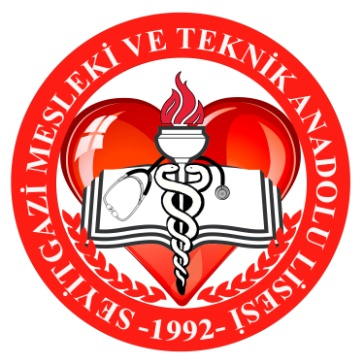 SEYİTGAZİ MESLEKİ VE TEKNİK ANADOLU LİSESİ
-1992-